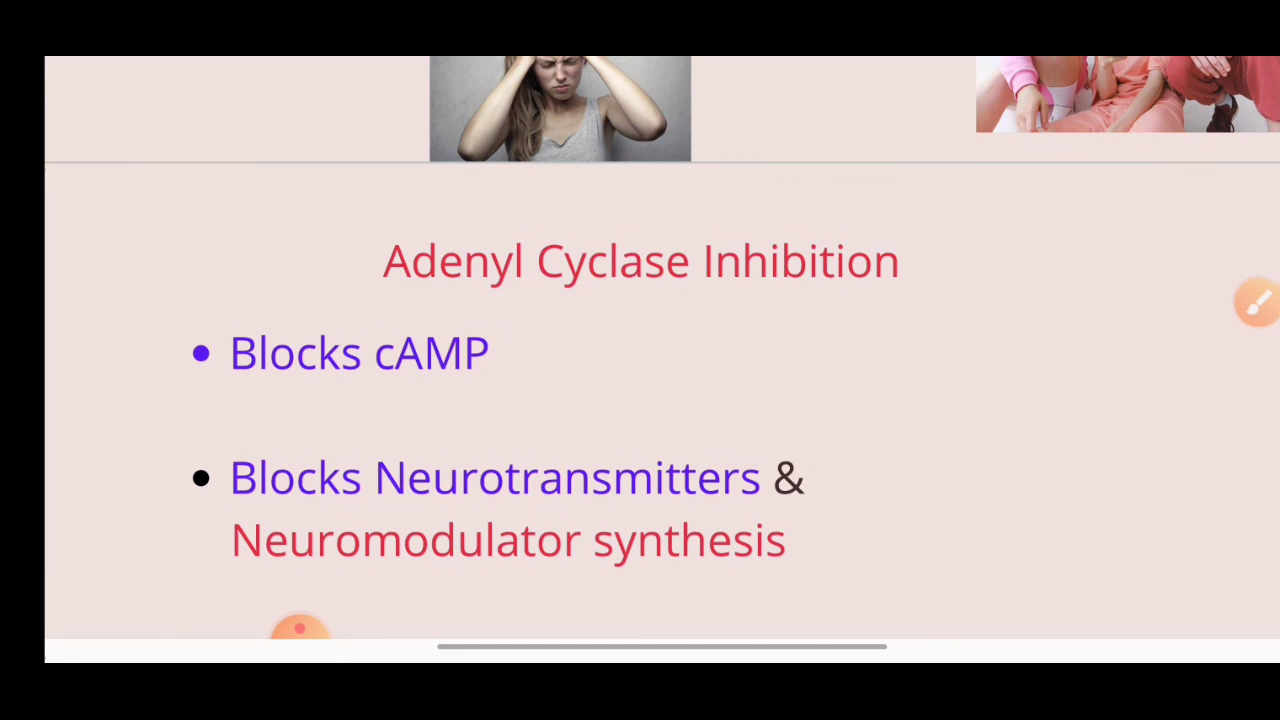 Adenyl Cyclase Inhibition
Blocks cAMP
Blocks Neurotransmitters &
Neuromodulator synthesis